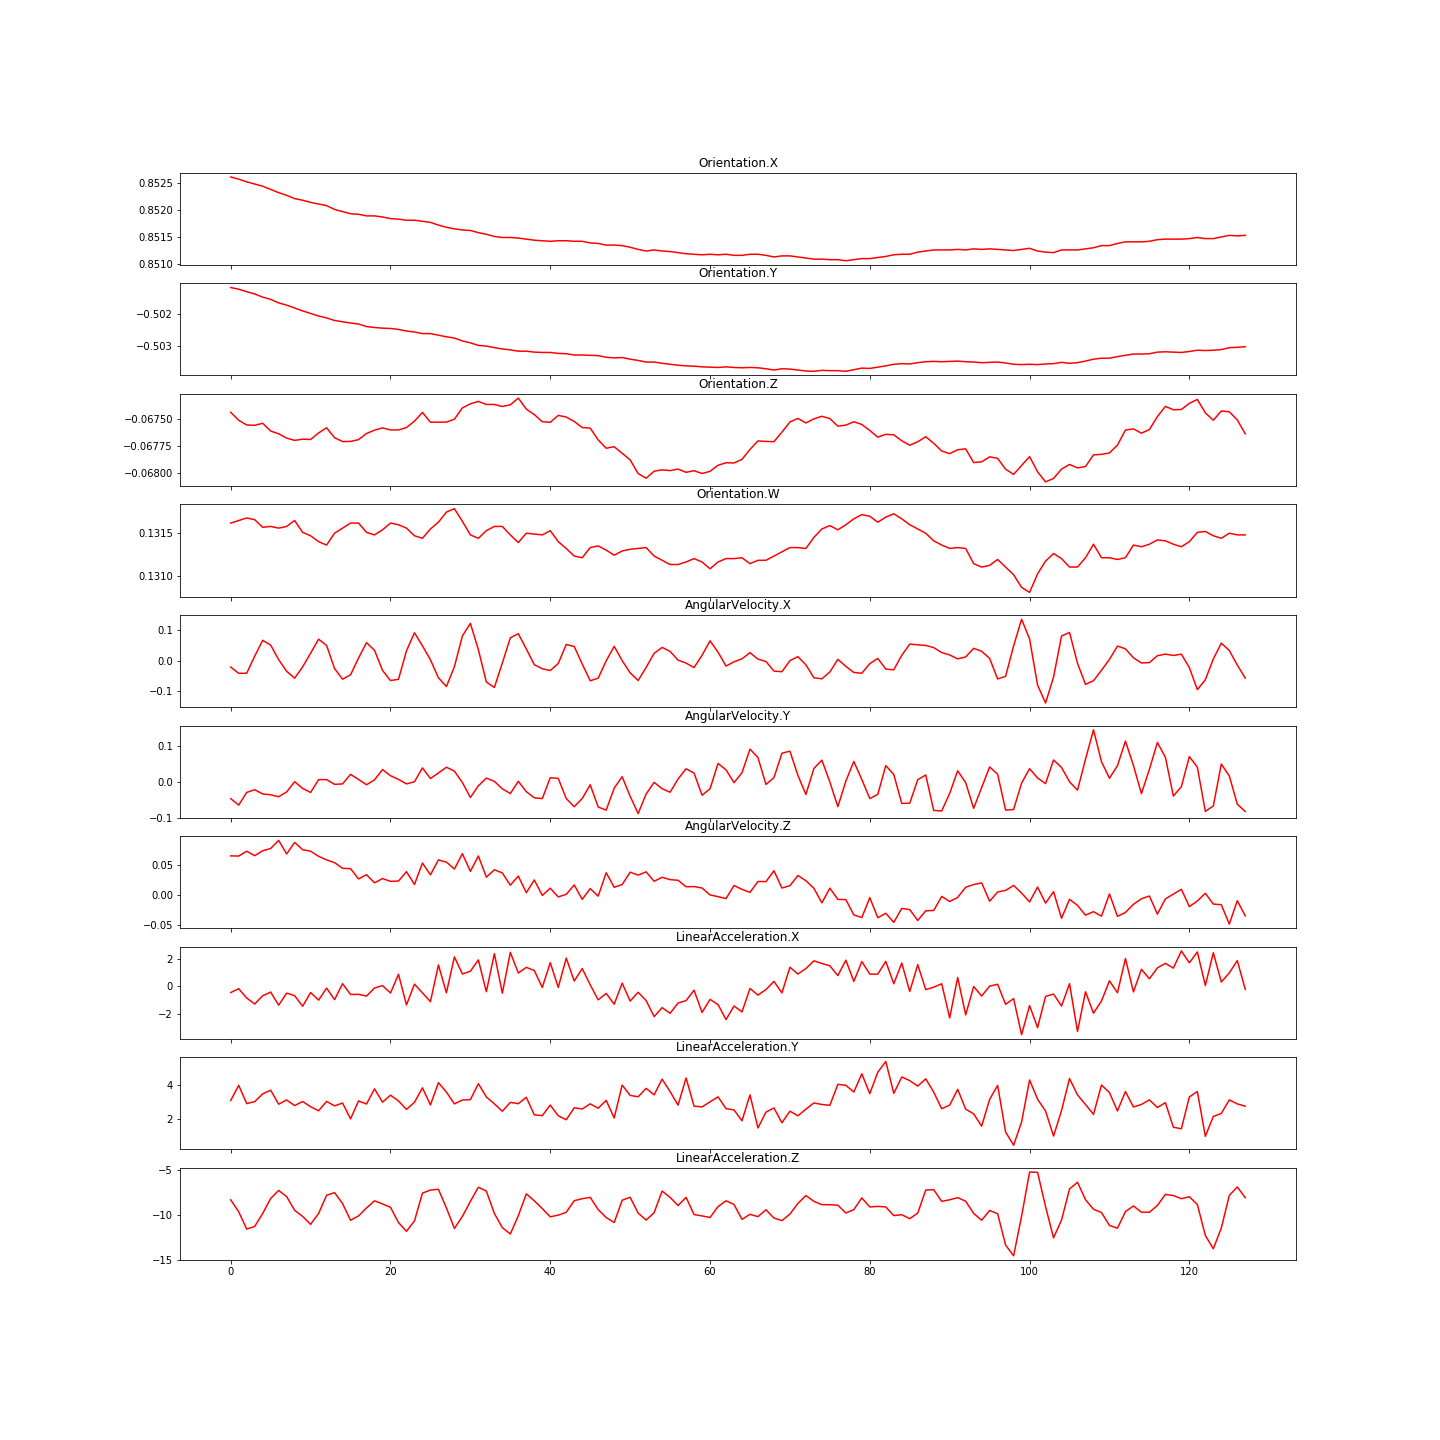 Orientation.X
0.8525
0.8520
0.8515
0.8510
Orientation.Y
−0.502
−0.503
Orientation.Z
−0.06750
−0.06775
−0.06800
Orientation.W
0.1315
0.1310
AngularVelocity.X
0.1
0.0
−0.1
AngularVelocity.Y
0.1
0.0
−0.1
AngularVelocity.Z
0.05
0.00
−0.05
LinearAcceleration.X
2
0
−2
LinearAcceleration.Y
4
2
LinearAcceleration.Z
−5
−10
−15
0 20 40 60 80 100 120